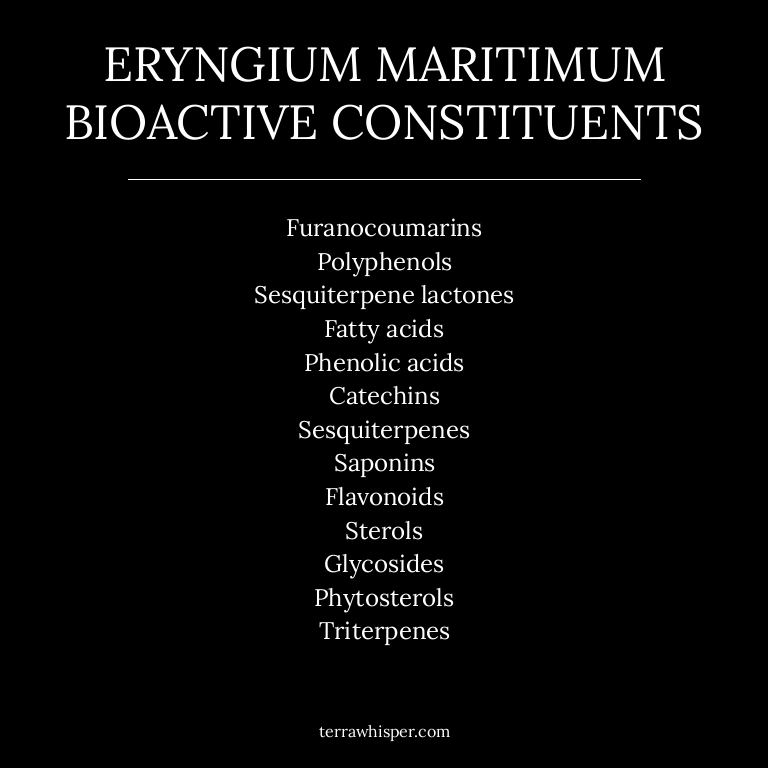 ERYNGIUM MARITIMUM
BIOACTIVE CONSTITUENTS
Furanocoumarins
Polyphenols
Sesquiterpene lactones
Fatty acids
Phenolic acids
Catechins
Sesquiterpenes
Saponins
Flavonoids
Sterols
Glycosides
Phytosterols
Triterpenes
terrawhisper.com